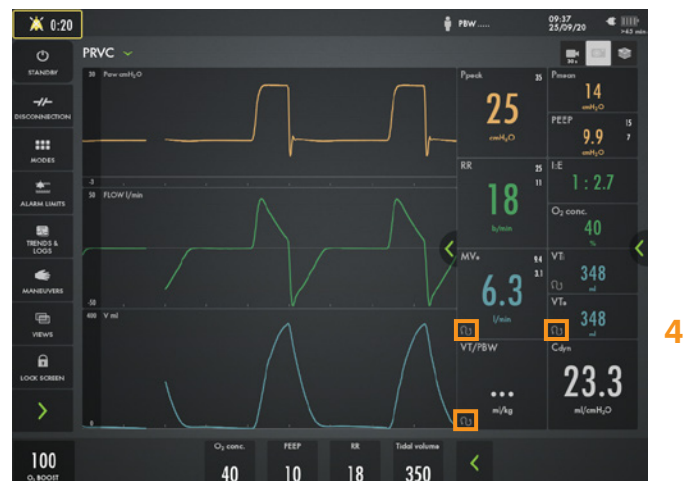 0:20
PBW .....
09:37
25/09/20
>63 min
STANDBY
DISCONNECTION
MODES
ALARM LIMITS
TRENDS &
LOGS
MANEUVERS
VIEWS
LOCK SCREEN
100
O₂ BOOST
PRVC
30 s
30 Paw cmH₂O
-3
50 FLOW l/min
-50
400 V ml
0
Ppeak 35
25
cmH₂O
Pmean
14
cmH₂O
PEEP 15
9.9 7
cmH₂O
RR 25
11
18
b/min
I:E
1 : 2.7
O₂ conc.
40
%
MVe 9.4
3.1
6.3
l/min
VTi
348
ml
VTe
348
ml
VT/PBW
...
ml/kg
Cdyn
23.3
ml/cmH₂O
4
O₂ conc.
40
PEEP
10
RR
18
Tidal volume
350